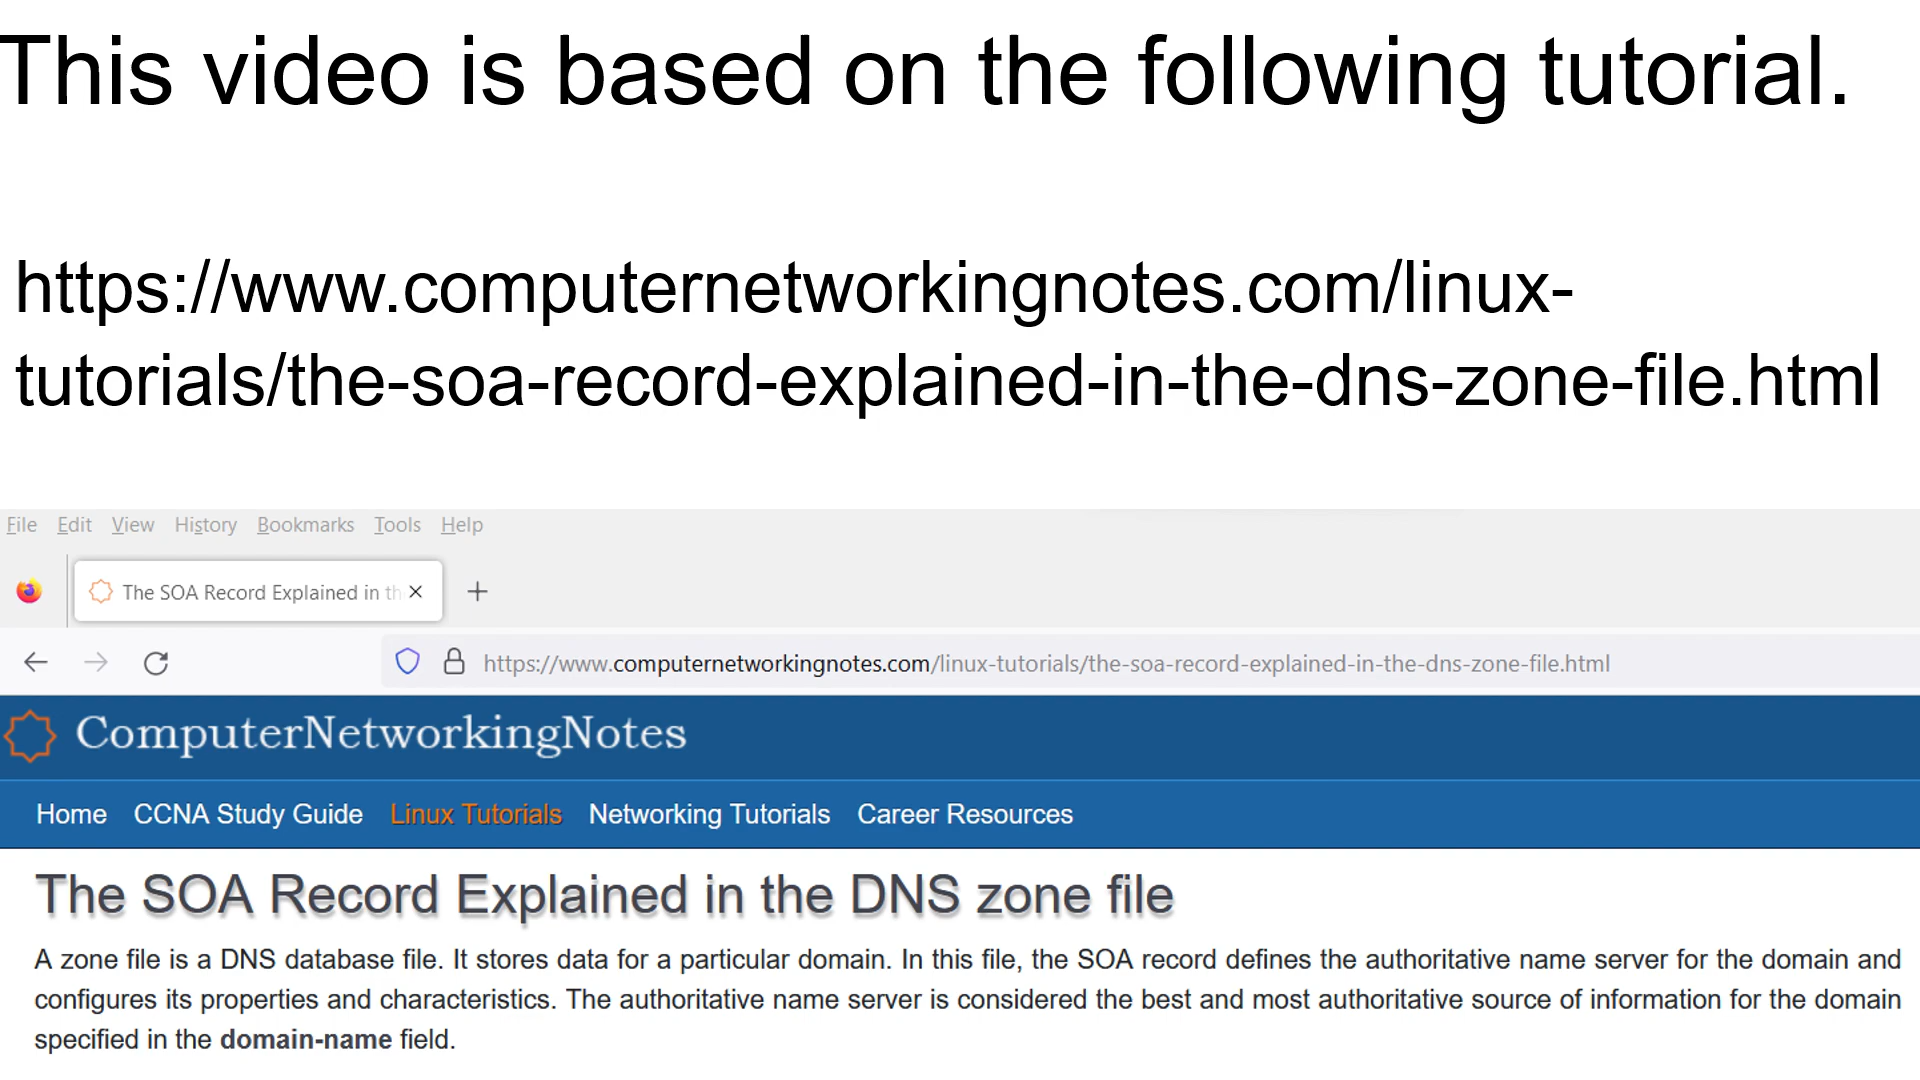 This video is based on the following tutorial.
https://www.computernetworkingnotes.com/linux-
tutorials/the-soa-record-explained-in-the-dns-zone-file.html
File Edit View History Bookmarks Tools Help
The SOA Record Explained in th
https://www.computernetworkingnotes.com/linux-tutorials/the-soa-record-explained-in-the-dns-zone-file.html
ComputerNetworkingNotes
Home CCNA Study Guide Linux Tutorials Networking Tutorials Career Resources
The SOA Record Explained in the DNS zone file
A zone file is a DNS database file. It stores data for a particular domain. In this file, the SOA record defines the authoritative name server for the domain and
configures its properties and characteristics. The authoritative name server is considered the best and most authoritative source of information for the domain
specified in the domain-name field.